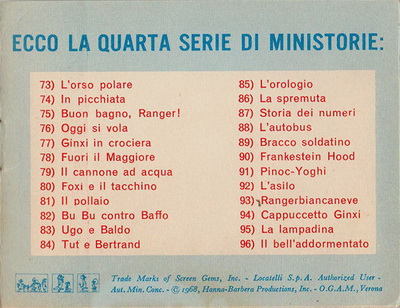 ECCO LA QUARTA SERIE DI MINISTORIE:
73) L'orso polare
74) In picchiata
75) Buon bagno, Ranger!
76) Oggi si vola
77) Ginxi in crociera
78) Fuori il Maggiore
79) Il cannone ad acqua
80) Foxi e il tacchino
81) Il pollaio
82) Bu Bu contro Baffo
83) Ugo e Baldo
84) Tut e Bertrand
85) L'orologio
86) La spremuta
87) Storia dei numeri
88) L'autobus
89) Bracco soldatino
90) Frankestein Hood
91) Pinoc-Yoghi
92) L'asilo
93) Rangerbiancaneve
94) Cappuccetto Ginxi
95) La lampadina
96) Il bell'addormentato
Trade Marks of Screen Gems, Inc. - Locatelli S.p.A. Authorized User -
Aut. Min. Conc. - © 1968, Hanna-Barbera Productions, Inc. - O.G.A.M., Verona